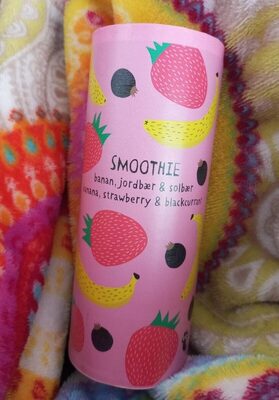 SMOOTHIE
banan, jordbær & solbær
banana, strawberry & blackcurrant